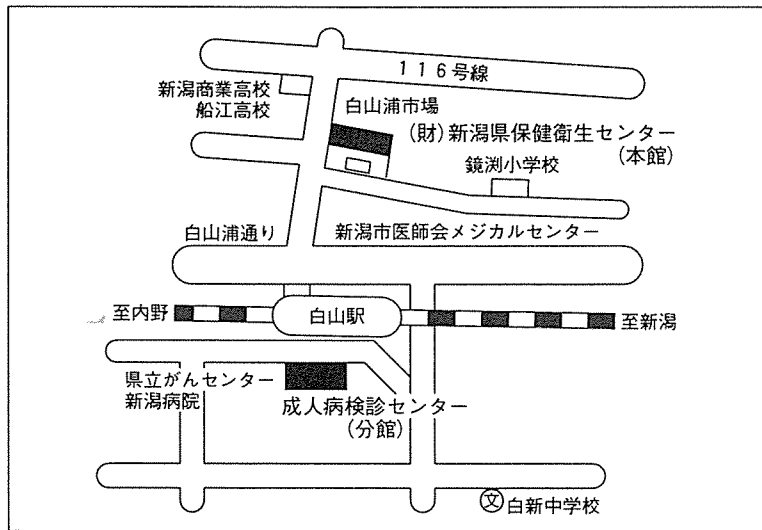 116号線
新潟商業高校
船江高校
白山浦市場
(財)新潟県保健衛生センター
(本館)
鏡渕小学校
白山浦通り
新潟市医師会メジカルセンター
至内野
白山駅
至新潟
県立がんセンター
新潟病院
成人病検診センター
(分館)
文
白新中学校